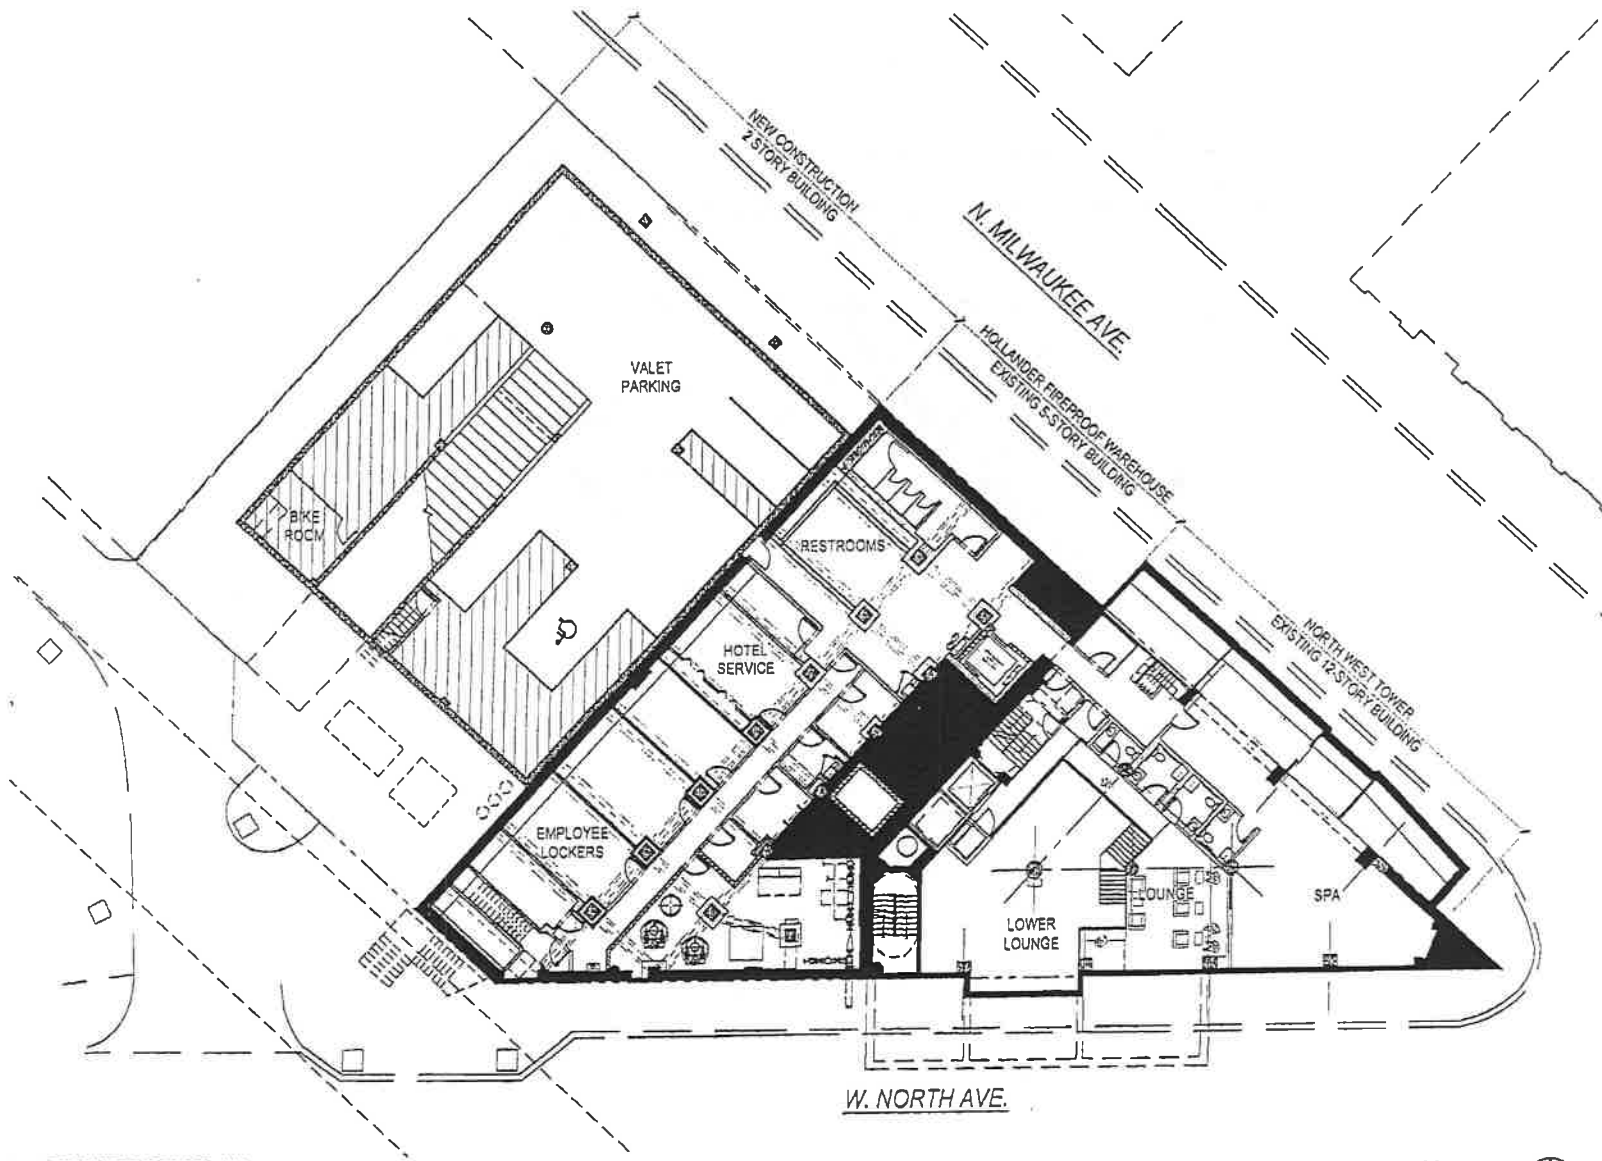 NEW CONSTRUCTION
2 STORY BUILDING
N. MILWAUKEE AVE.
HOLLANDER FIREPROOF WAREHOUSE
EXISTING 5-STORY BUILDING
VALET
PARKING
BIKE
ROOM
RESTROOMS
HOTEL
SERVICE
NORTH WEST TOWER
EXISTING 12-STORY BUILDING
EMPLOYEE
LOCKERS
LOUNGE
SPA
LOWER
LOUNGE
W. NORTH AVE.